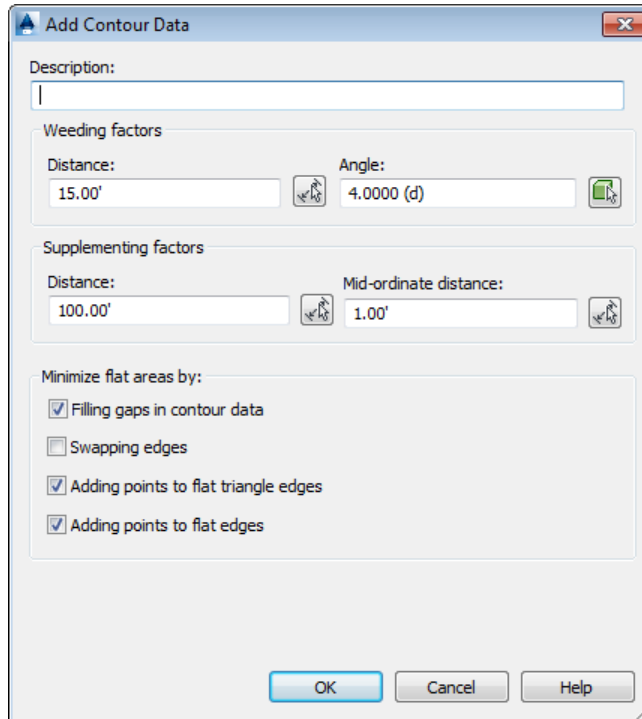 Add Contour Data
Description:
Weeding factors
Distance: Angle:
15.00' 4.0000 (d)
Supplementing factors
Distance: Mid-ordinate distance:
100.00' 1.00'
Minimize flat areas by:
Filling gaps in contour data
Swapping edges
Adding points to flat triangle edges
Adding points to flat edges
OK Cancel Help